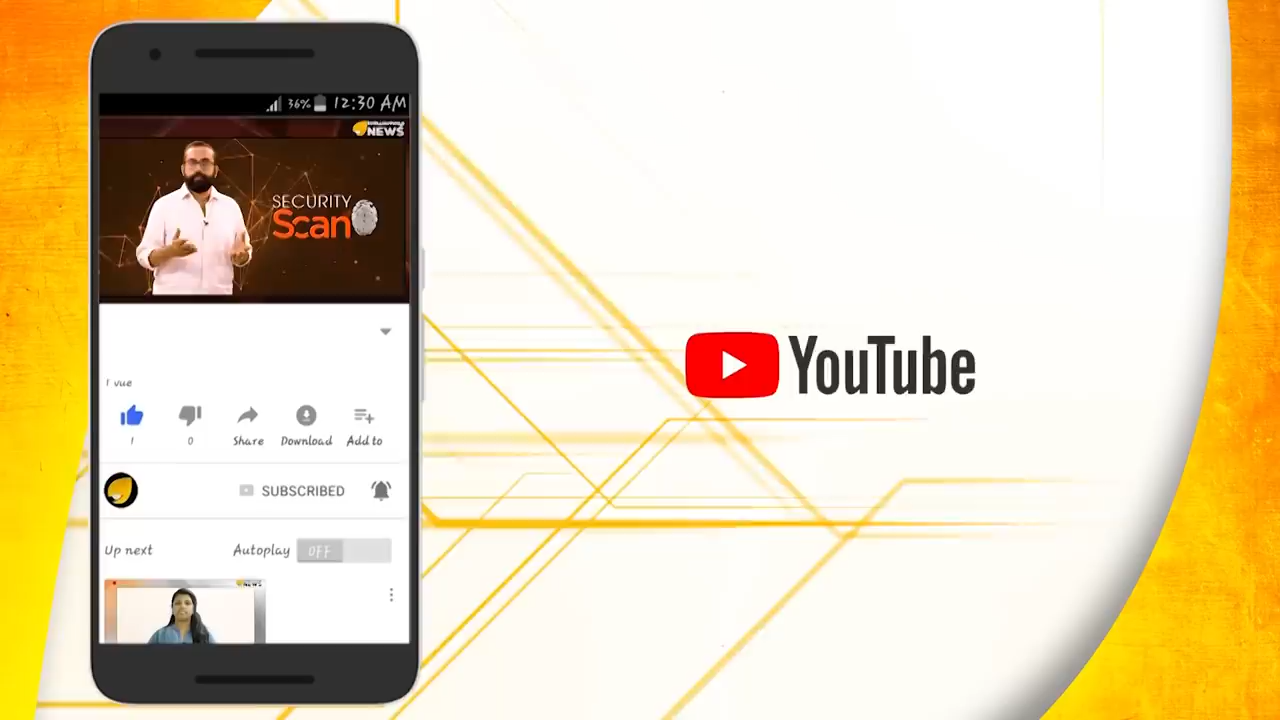 36% 12:30 AM
NEWS
SECURITY
Scan
1 vue
1
0
Share
Download
Add to
SUBSCRIBED
Up next
Autoplay
OFF
NEWS
YouTube